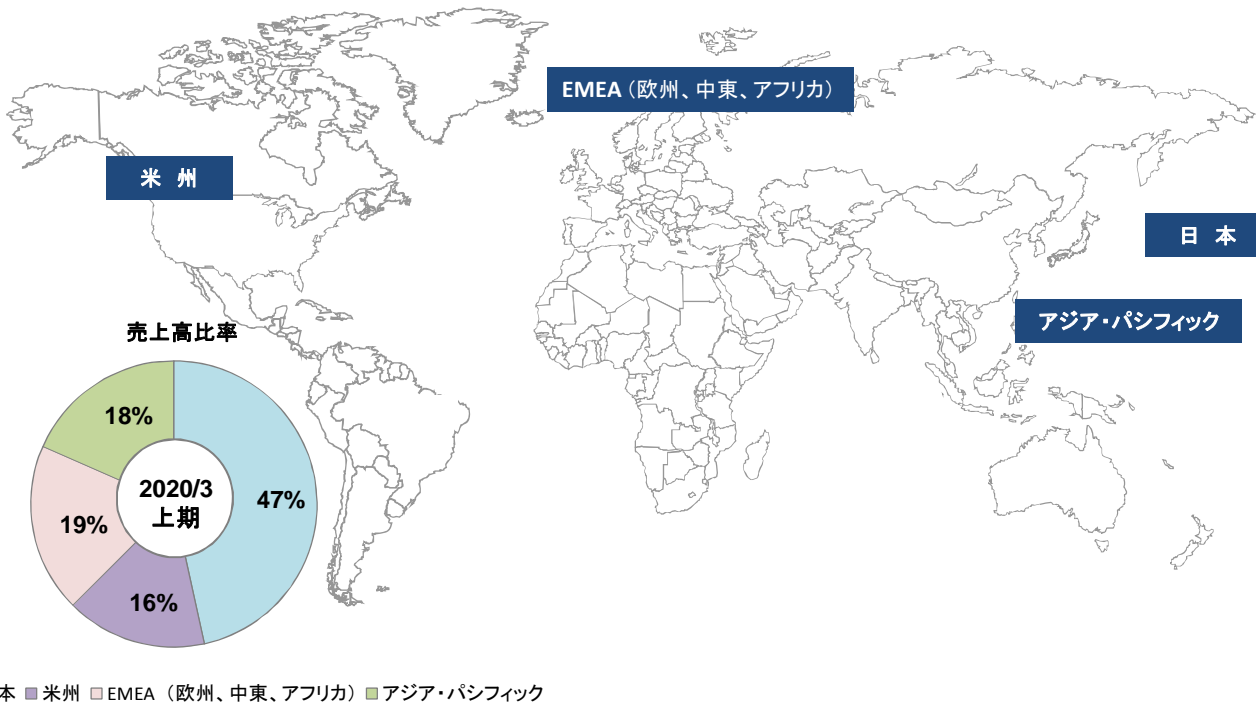 EMEA（欧州、中東、アフリカ）
米 州
日 本
アジア・パシフィック
売上高比率
18%
2020/3
上期
47%
19%
16%
本 米州 EMEA （欧州、中東、アフリカ） アジア・パシフィック